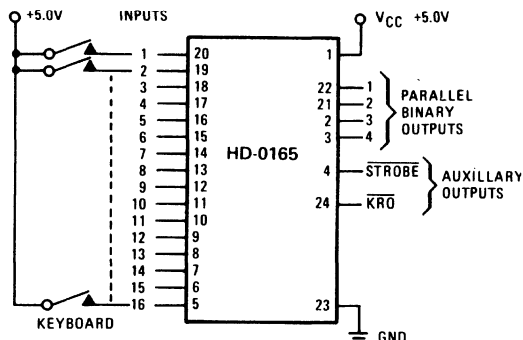 +5.0V INPUTS VCC +5.0V
1 20 1
2 19
3 18 22 1
4 17 21 2 PARALLEL
5 16 2 3 BINARY
6 15 3 4 OUTPUTS
7 14 HD-0165
8 13 4 STROBE AUXILLARY
9 12 OUTPUTS
10 11 24 KRO
11 10
12 9
13 8
14 7
15 6
16 5 23
KEYBOARD
GND